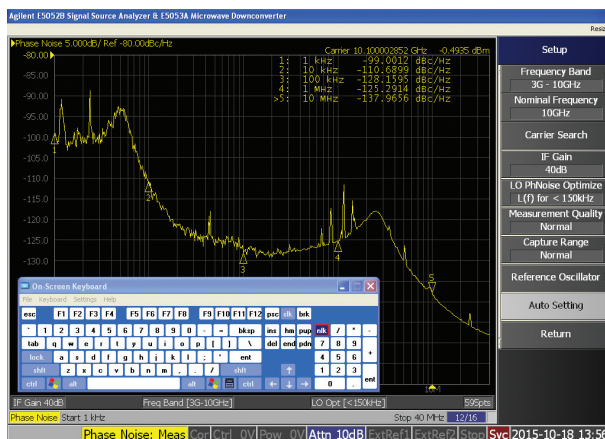 Agilent E5052B Signal Source Analyzer & E5053A Microwave Downconverter
Phase Noise 5.000dB/ Ref -80.00dBc/Hz
Carrier 10.100002852 GHz -0.4935 dBm
1: 1 kHz -99.0012 dBc/Hz
2: 10 kHz -110.6899 dBc/Hz
3: 100 kHz -128.1595 dBc/Hz
4: 1 MHz -125.2914 dBc/Hz
>5: 10 MHz -137.9656 dBc/Hz
-80.00
-85.00
-90.00
-95.00
-100.0
-105.0
-110.0
-115.0
-120.0
-125.0
-130.0
1
2
3
4
5
On-Screen Keyboard
File Keyboard Settings Help
esc F1 F2 F3 F4 F5 F6 F7 F8 F9 F10 F11 F12 psc slk brk
` 1 2 3 4 5 6 7 8 9 0 - = bksp ins hm pup nlk / * -
tab q w e r t y u i o p [ ] \ del end pdn 7 8 9
lock a s d f g h j k l ; ' ent 4 5 6 +
shft z x c v b n m , . / shft ↑ 1 2 3
ctrl alt alt ctrl ← ↓ → 0 . ent
10M
IF Gain 40dB Freq Band [3G-10GHz] LO Opt [<150kHz] 595pts
Phase Noise Start 1 kHz Stop 40 MHz 12/16
Phase Noise: Meas Cor Ctrl 0V Pow 0V Attn 10dB ExtRef1 ExtRef2 Stop Svc 2015-10-18 13:56
Setup
Frequency Band
3G - 10GHz
Nominal Frequency
10GHz
Carrier Search
IF Gain
40dB
LO PhNoise Optimize
L(f) for < 150kHz
Measurement Quality
Normal
Capture Range
Normal
Reference Oscillator
Auto Setting
Return